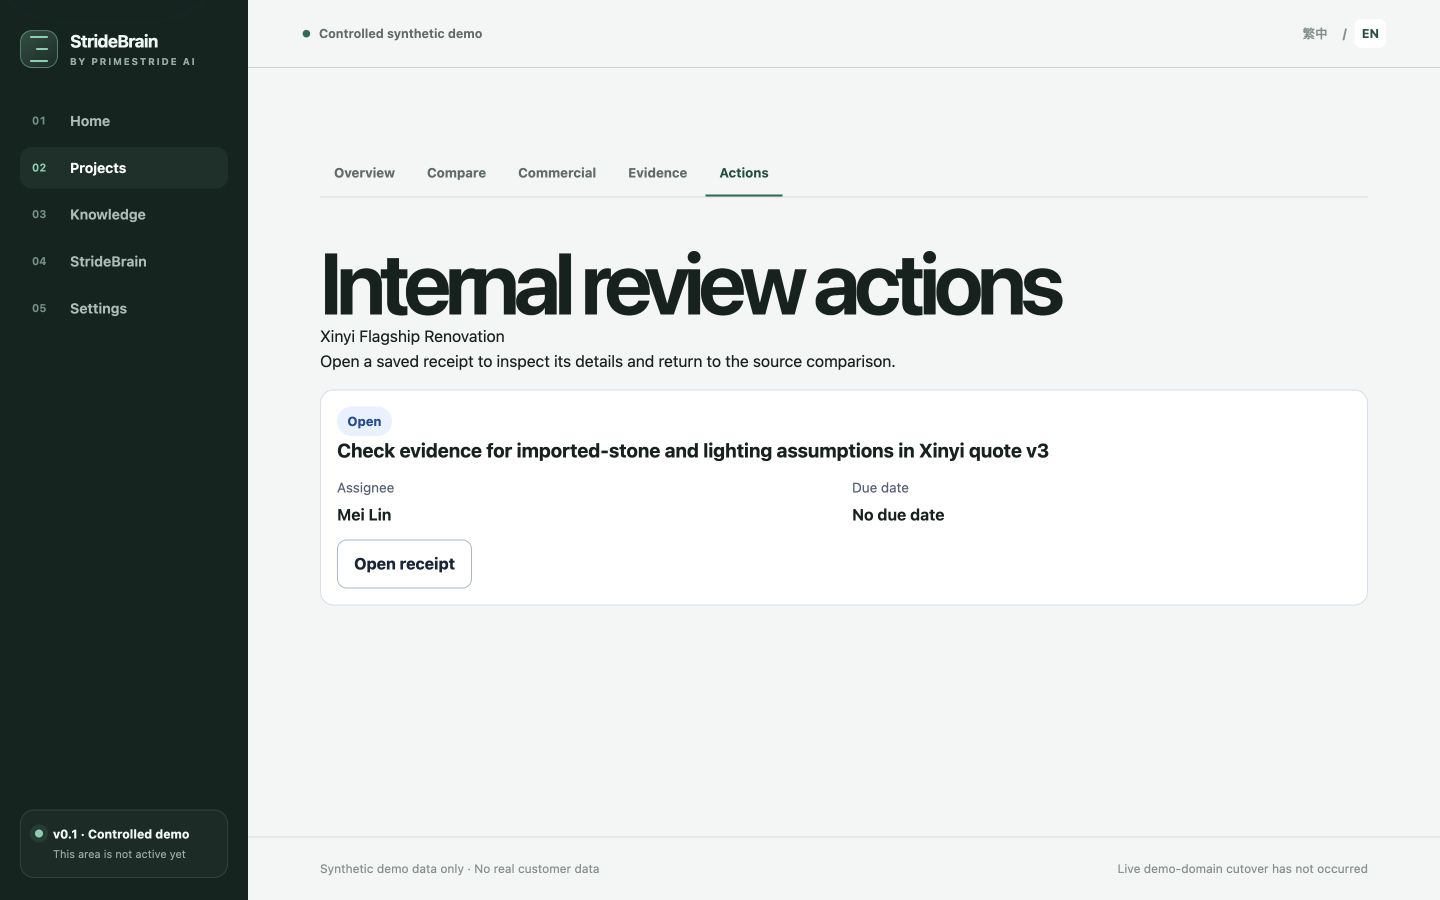 StrideBrain
BY PRIMESTRIDE AI
01 Home
02 Projects
03 Knowledge
04 StrideBrain
05 Settings
v0.1 · Controlled demo
This area is not active yet
Controlled synthetic demo
繁中 / EN
Overview Compare Commercial Evidence Actions
Internal review actions
Xinyi Flagship Renovation
Open a saved receipt to inspect its details and return to the source comparison.
Open
Check evidence for imported-stone and lighting assumptions in Xinyi quote v3
Assignee Due date
Mei Lin No due date
Open receipt
Synthetic demo data only · No real customer data Live demo-domain cutover has not occurred